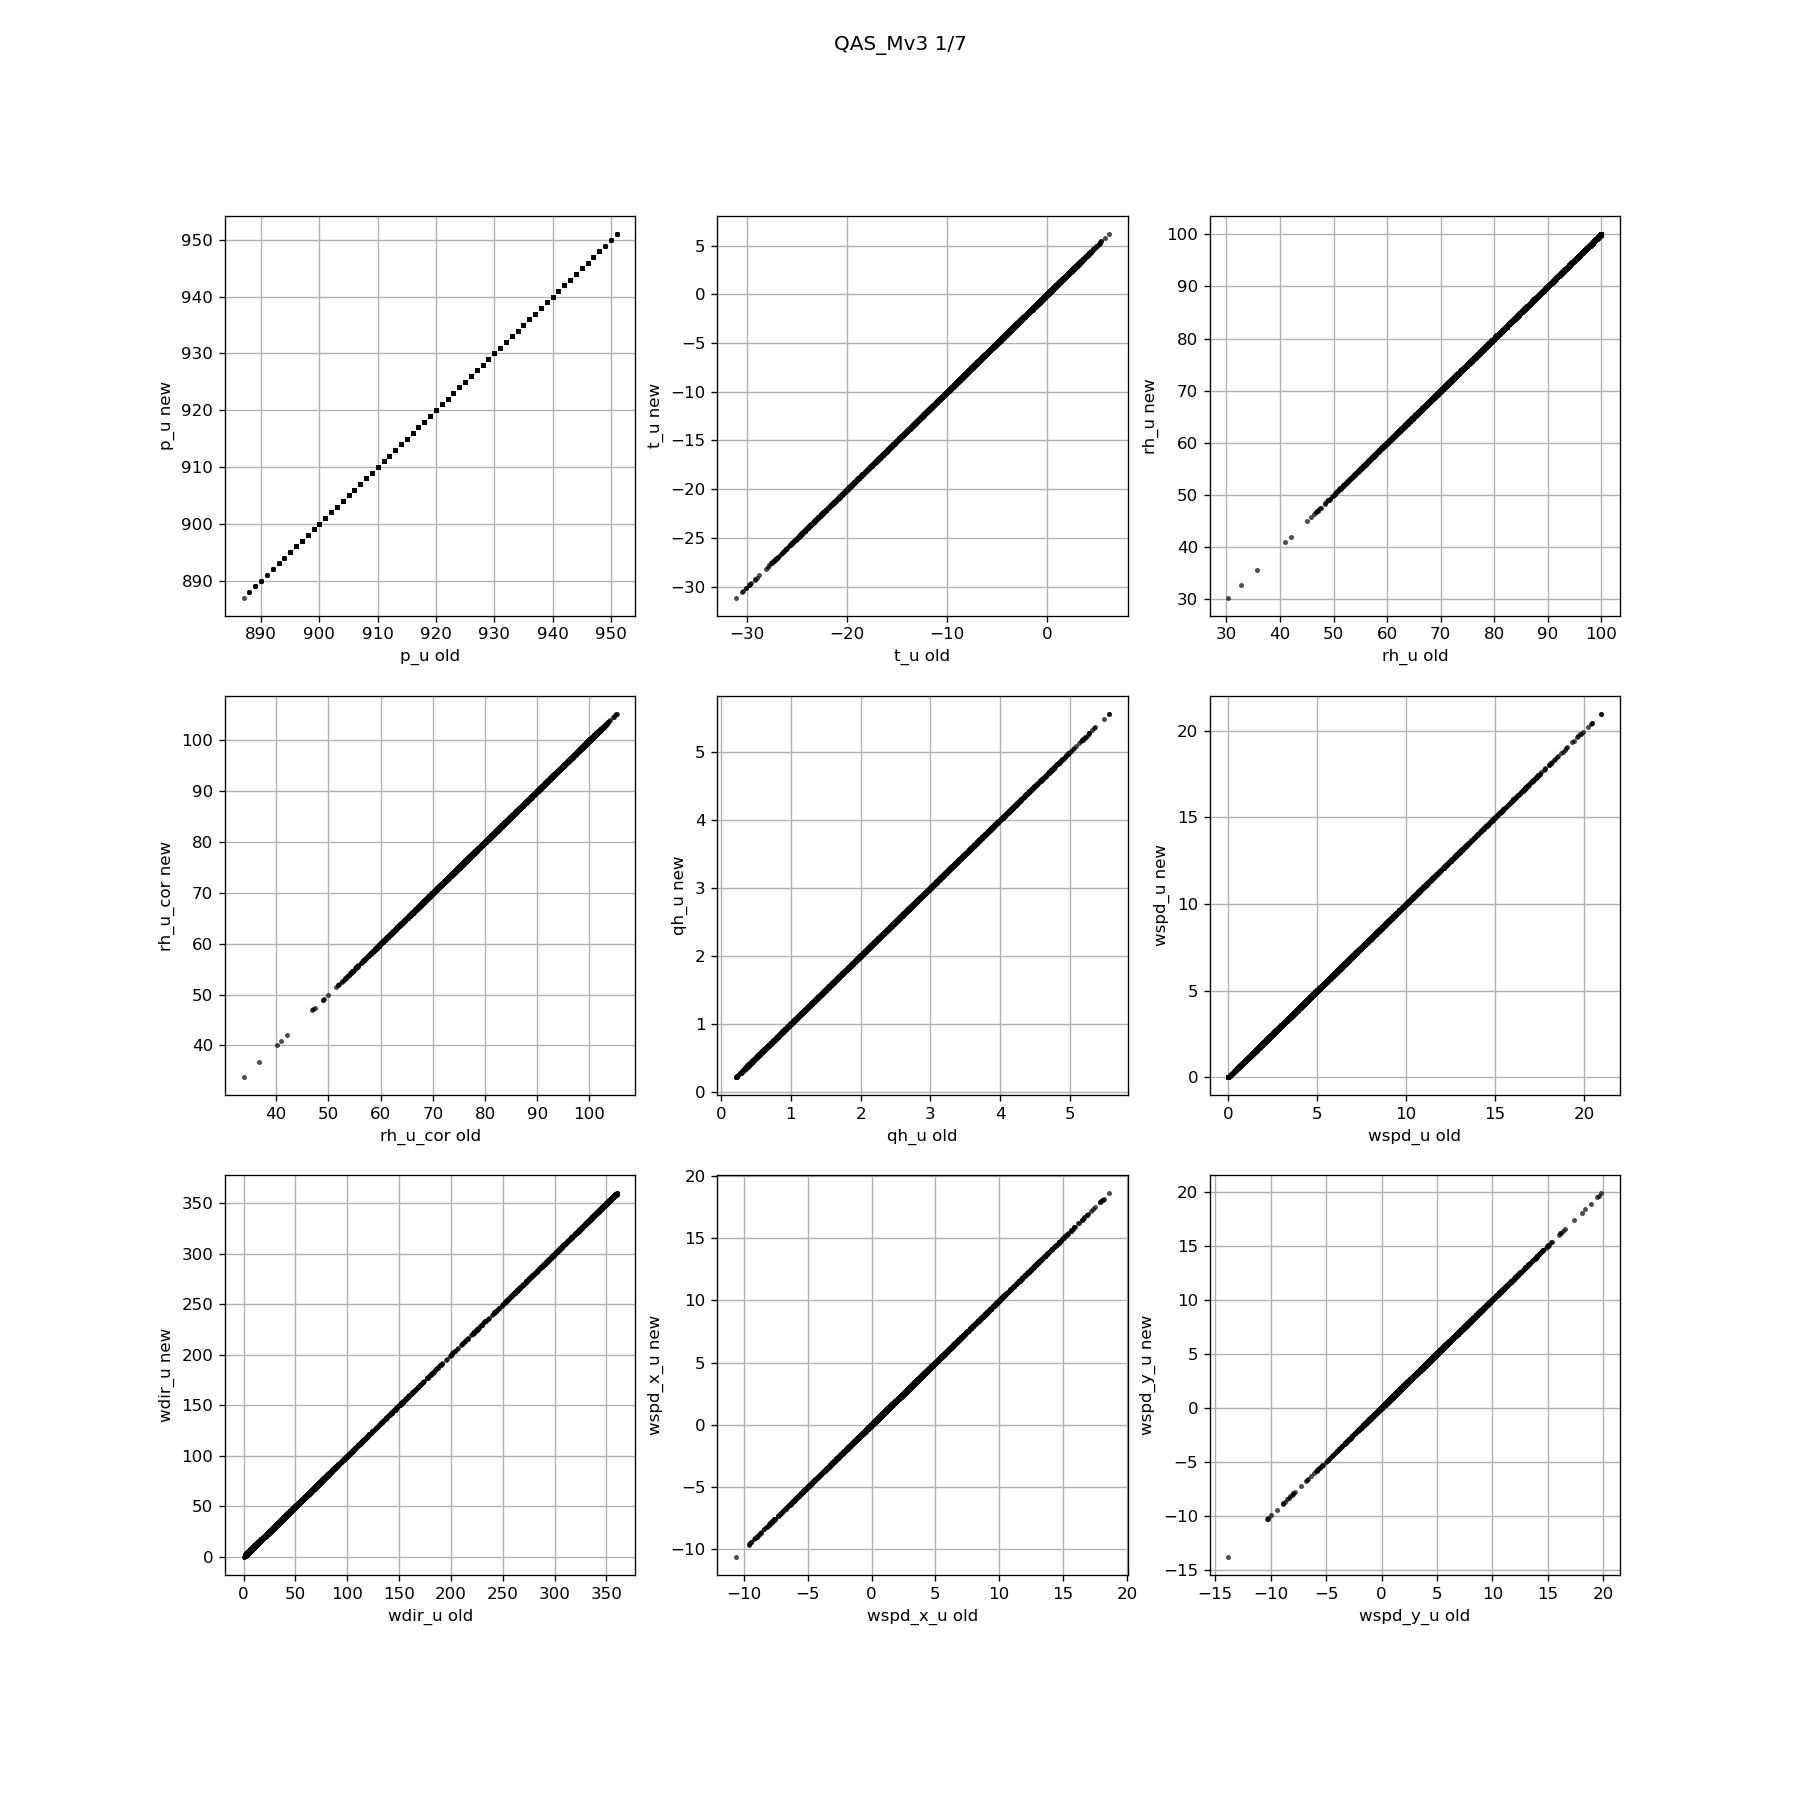 QAS_Mv3 1/7
950
940
930
920
910
900
890
p_u new
890 900 910 920 930 940 950
p_u old
5
0
−5
−10
−15
−20
−25
−30
t_u new
−30 −20 −10 0
t_u old
100
90
80
70
60
50
40
30
rh_u new
30 40 50 60 70 80 90 100
rh_u old
100
90
80
70
60
50
40
rh_u_cor new
40 50 60 70 80 90 100
rh_u_cor old
5
4
3
2
1
0
qh_u new
0 1 2 3 4 5
qh_u old
20
15
10
5
0
wspd_u new
0 5 10 15 20
wspd_u old
350
300
250
200
150
100
50
0
wdir_u new
0 50 100 150 200 250 300 350
wdir_u old
20
15
10
5
0
−5
−10
wspd_x_u new
−10 −5 0 5 10 15 20
wspd_x_u old
20
15
10
5
0
−5
−10
−15
wspd_y_u new
−15 −10 −5 0 5 10 15 20
wspd_y_u old